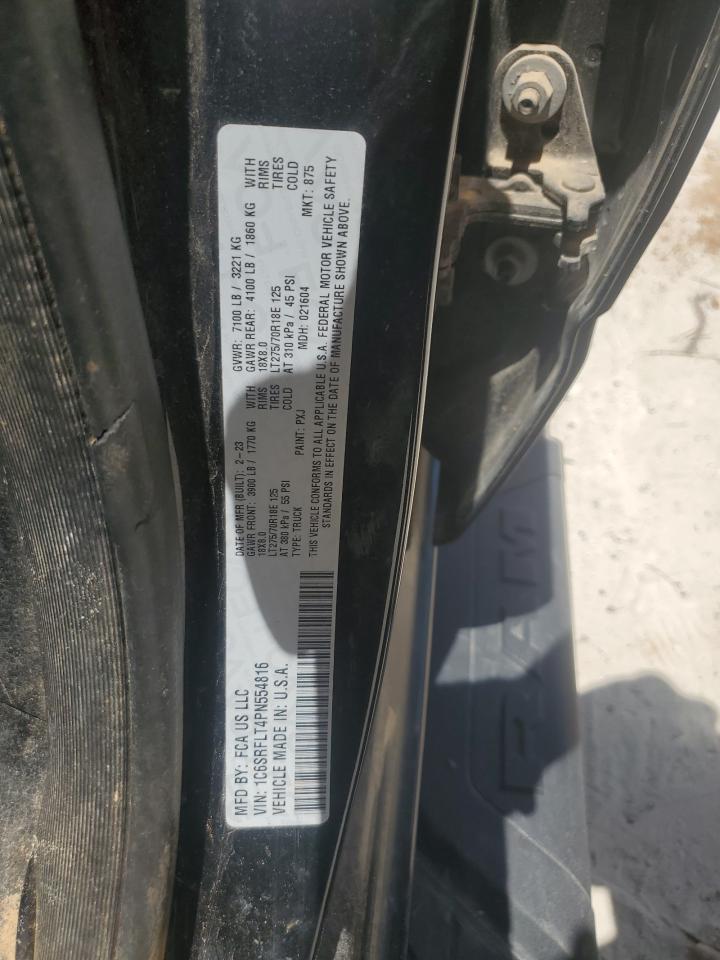 MFD BY: FCA US LLC
DATE OF MFR (BUILT): 2-23
GVWR: 7100 LB / 3221 KG
GAWR FRONT: 3900 LB / 1770 KG WITH
GAWR REAR: 4100 LB / 1860 KG WITH
18X8.0 RIMS
18X8.0 RIMS
LT275/70R18E 125 TIRES
LT275/70R18E 125 TIRES
AT 380 kPa / 55 PSI COLD
AT 310 kPa / 45 PSI COLD
VIN: 1C6SRFLT4PN554816
TYPE: TRUCK
PAINT: PXJ
MDH: 021604
MKT: 875
VEHICLE MADE IN: U.S.A.
THIS VEHICLE CONFORMS TO ALL APPLICABLE U.S.A. FEDERAL MOTOR VEHICLE SAFETY
STANDARDS IN EFFECT ON THE DATE OF MANUFACTURE SHOWN ABOVE.
RAM